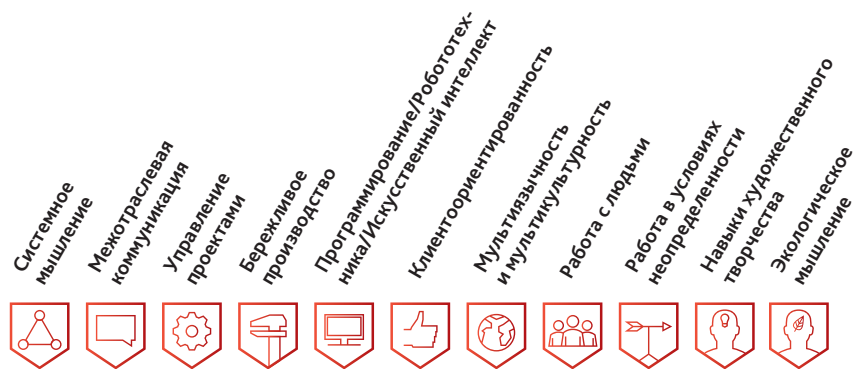 Системное
мышление
Межотраслевая
коммуникация
Управление
проектами
Бережливое
производство
Программирование/Робототех-
ника/Искусственный интеллект
Клиентоориентированность
Мультиязычность
и мультикультурность
Работа с людьми
Работа в условиях
неопределенности
Навыки художественного
творчества
Экологическое
мышление